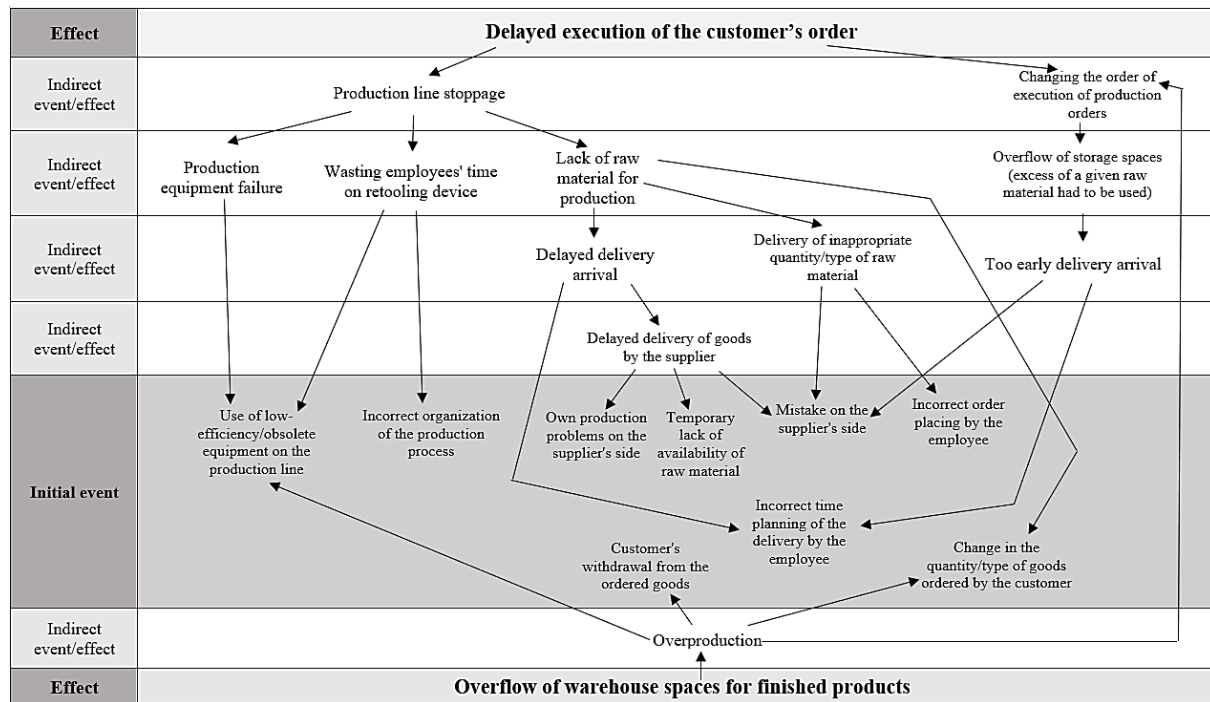 Effect
Delayed execution of the customer's order
Indirect
event/effect
Production line stoppage
Changing the order of
execution of production
orders
Indirect
event/effect
Production
equipment failure
Wasting employees' time
on retooling device
Lack of raw
material for
production
Overflow of storage spaces
(excess of a given raw
material had to be used)
Indirect
event/effect
Delayed delivery
arrival
Delivery of inappropriate
quantity/type of raw
material
Too early delivery arrival
Indirect
event/effect
Delayed delivery of goods
by the supplier
Initial event
Use of low-
efficiency/obsolete
equipment on the
production line
Incorrect organization
of the production
process
Own production
problems on the
supplier's side
Temporary
lack of
availability of
raw material
Mistake on the
supplier's side
Incorrect order
placing by the
employee
Incorrect time
planning of the
delivery by the
employee
Customer's
withdrawal from the
ordered goods
Change in the
quantity/type of goods
ordered by the customer
Indirect
event/effect
Overproduction
Effect
Overflow of warehouse spaces for finished products